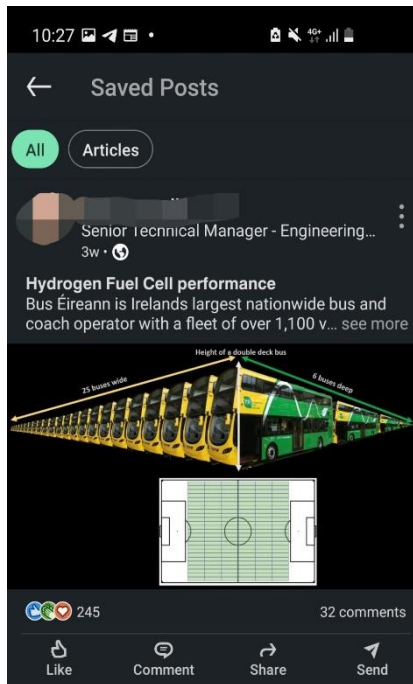 10:27
4G+
Saved Posts
All
Articles
Senior Technical Manager - Engineering...
3w •
Hydrogen Fuel Cell performance
Bus Éireann is Irelands largest nationwide bus and
coach operator with a fleet of over 1,100 v... see more
Height of a double deck bus
25 buses wide
6 buses deep
245
32 comments
Like
Comment
Share
Send